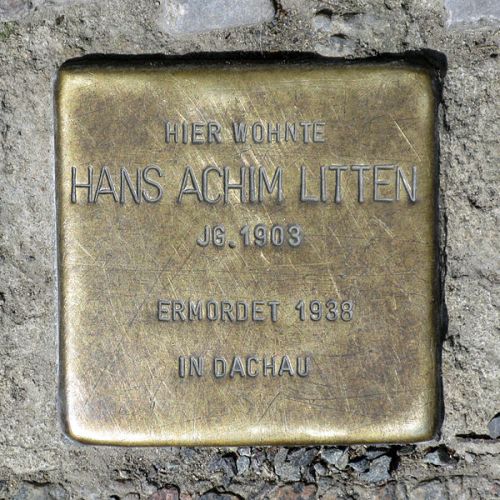 HIER WOHNTE
HANS ACHIM LITTEN
JG. 1903
ERMORDET 1938
IN DACHAU